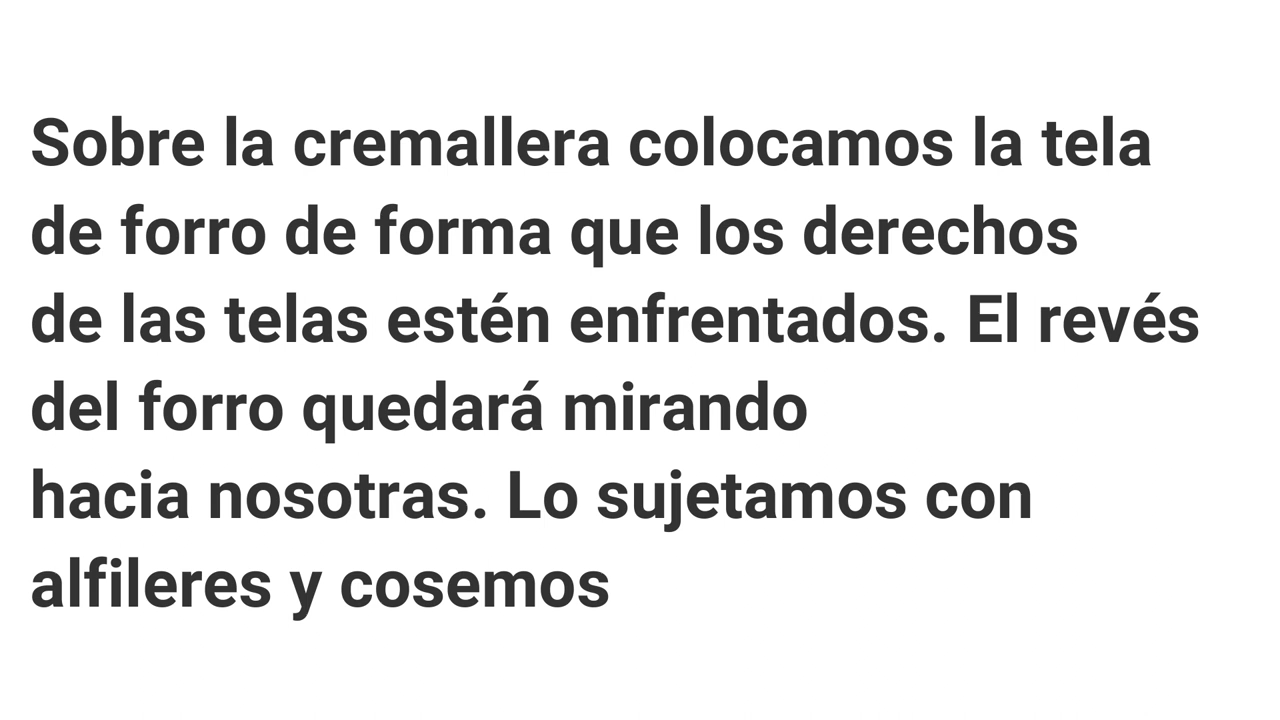 Sobre la cremallera colocamos la tela
de forro de forma que los derechos
de las telas estén enfrentados. El revés
del forro quedará mirando
hacia nosotras. Lo sujetamos con
alfileres y cosemos